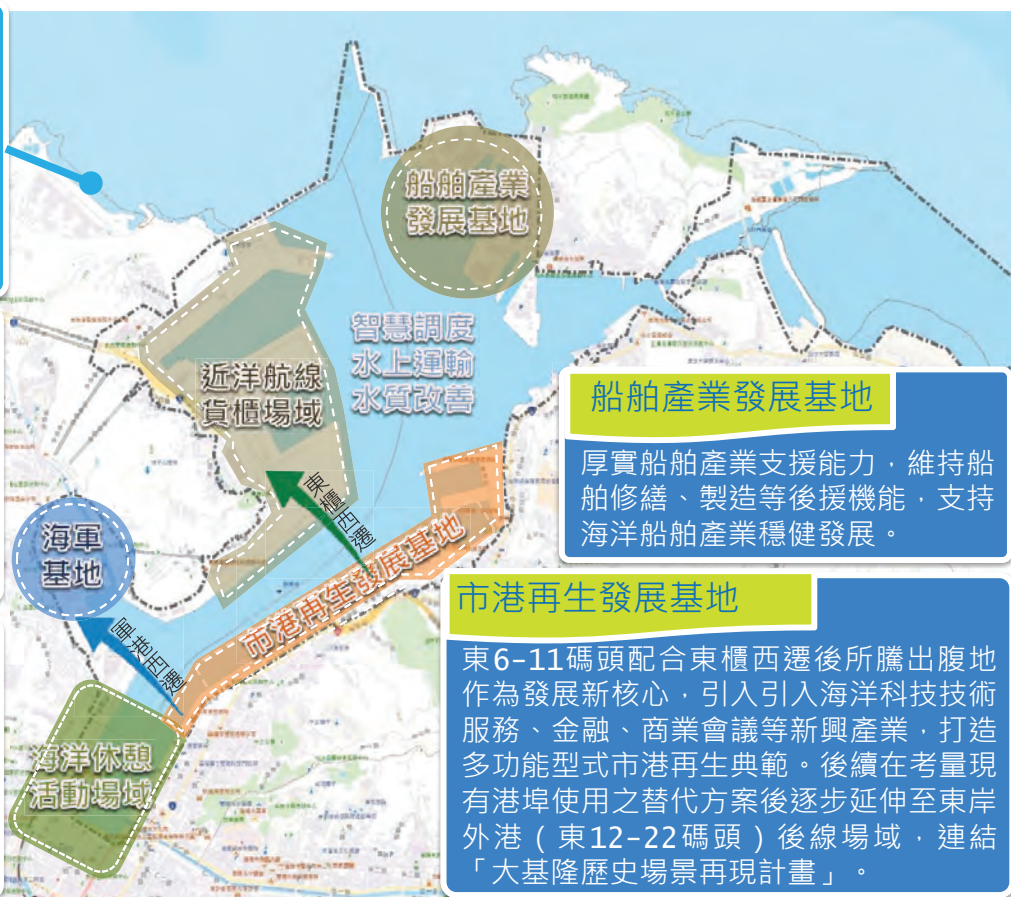 船舶產業
發展基地
智慧調度
水上運輸
水質改善
近洋航線
貨櫃場域
東櫃西遷
海軍
基地
軍港西遷
市港再生發展基地
海洋休憩
活動場域
船舶產業發展基地
厚實船舶產業支援能力，維持船
舶修繕、製造等後援機能，支持
海洋船舶產業穩健發展。
市港再生發展基地
東6-11碼頭配合東櫃西遷後所騰出腹地
作為發展新核心，引入引入海洋科技技術
服務、金融、商業會議等新興產業，打造
多功能型式市港再生典範。後續在考量現
有港埠使用之替代方案後逐步延伸至東岸
外港（東12-22碼頭）後線場域，連結
「大基隆歷史場景再現計畫」。